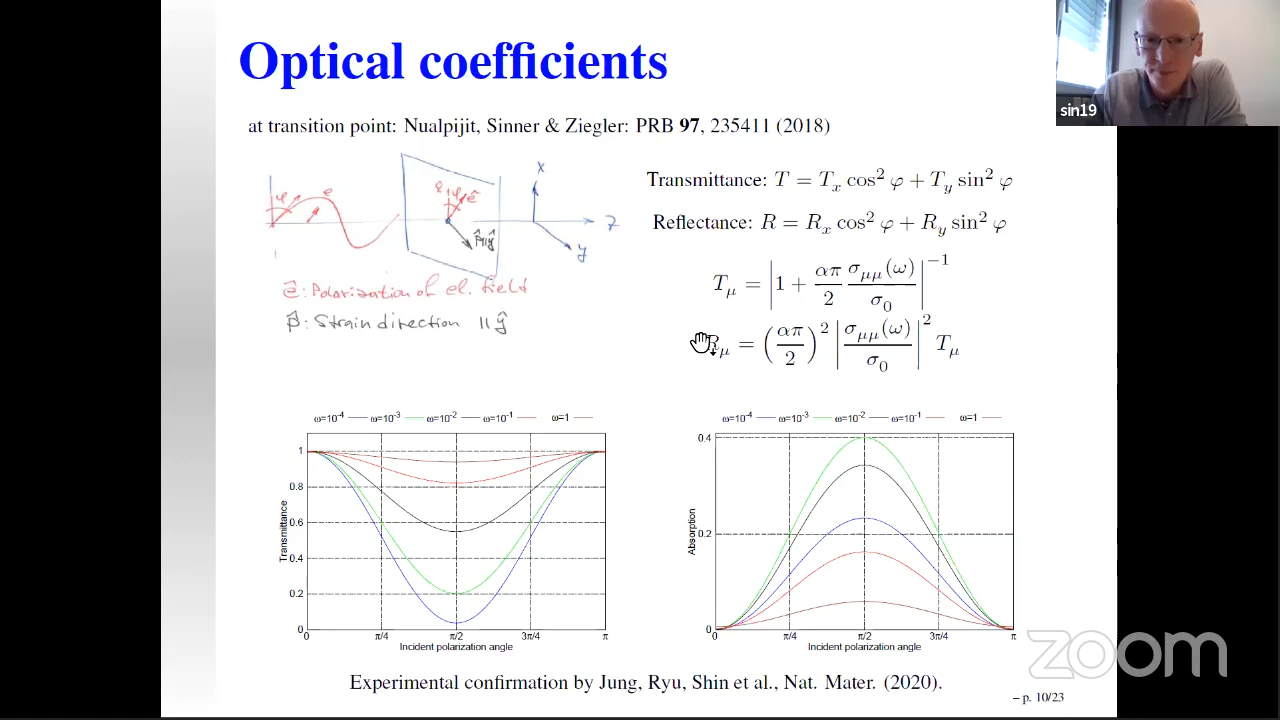 Optical coefficients
sin19
at transition point: Nualpijit, Sinner & Ziegler: PRB 97, 235411 (2018)
φ e
x
φ ê
p̂∥ŷ
z
y
ê: Polarization of el. field
p̂: Strain direction ∥ ŷ
Transmittance: T = Tₓ cos² φ + T_y sin² φ
Reflectance: R = Rₓ cos² φ + R_y sin² φ
T_μ = |1 + (απ/2) (σ_μμ(ω)/σ₀)|⁻¹
R_μ = (απ/2)² |σ_μμ(ω)/σ₀|² T_μ
ω=10⁻⁴ ω=10⁻³ ω=10⁻² ω=10⁻¹ ω=1
Transmittance
1
0.8
0.6
0.4
0.2
0
0 π/4 π/2 3π/4 π
Incident polarization angle
ω=10⁻⁴ ω=10⁻³ ω=10⁻² ω=10⁻¹ ω=1
Absorption
0.4
0.2
0
0 π/4 π/2 3π/4 π
Incident polarization angle
zoom
Experimental confirmation by Jung, Ryu, Shin et al., Nat. Mater. (2020).
– p. 10/23